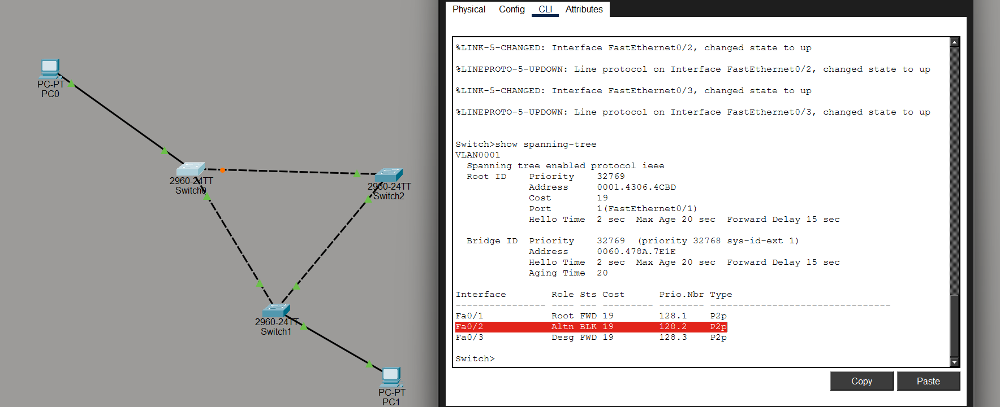 Physical Config CLI Attributes
%LINK-5-CHANGED: Interface FastEthernet0/2, changed state to up
%LINEPROTO-5-UPDOWN: Line protocol on Interface FastEthernet0/2, changed state to up
%LINK-5-CHANGED: Interface FastEthernet0/3, changed state to up
%LINEPROTO-5-UPDOWN: Line protocol on Interface FastEthernet0/3, changed state to up
Switch>show spanning-tree
VLAN0001
Spanning tree enabled protocol ieee
Root ID Priority 32769
Address 0001.4306.4CBD
Cost 19
Port 1(FastEthernet0/1)
Hello Time 2 sec Max Age 20 sec Forward Delay 15 sec
Bridge ID Priority 32769 (priority 32768 sys-id-ext 1)
Address 0060.478A.7E1E
Hello Time 2 sec Max Age 20 sec Forward Delay 15 sec
Aging Time 20
Interface Role Sts Cost Prio.Nbr Type
---------------- ---- --- --------- -------- --------------------------------
Fa0/1 Root FWD 19 128.1 P2p
Fa0/2 Altn BLK 19 128.2 P2p
Fa0/3 Desg FWD 19 128.3 P2p
Switch>
Copy Paste
PC-PT
PC0
2960-24TT
Switch0
2950-24TT
Switch2
2960-24TT
Switch1
PC-PT
PC1